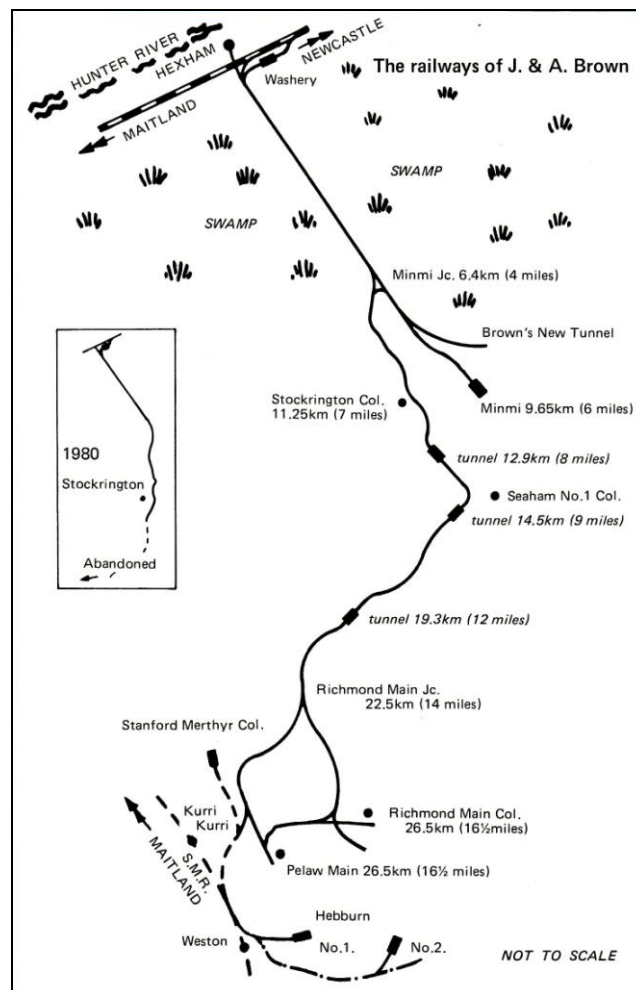 The railways of J. & A. Brown
HUNTER RIVER
HEXHAM
NEWCASTLE
Washery
MAITLAND
SWAMP
SWAMP
Minmi Jc. 6.4km (4 miles)
Brown's New Tunnel
Stockrington Col.
11.25km (7 miles)
Minmi 9.65km (6 miles)
1980
Stockrington
Abandoned
tunnel 12.9km (8 miles)
Seaham No.1 Col.
tunnel 14.5km (9 miles)
tunnel 19.3km (12 miles)
Richmond Main Jc.
22.5km (14 miles)
Stanford Merthyr Col.
Kurri
Kurri
Richmond Main Col.
26.5km (16½miles)
MAITLAND
S.M.R.
Pelaw Main 26.5km (16½ miles)
Hebburn
Weston
No.1.
No.2.
NOT TO SCALE